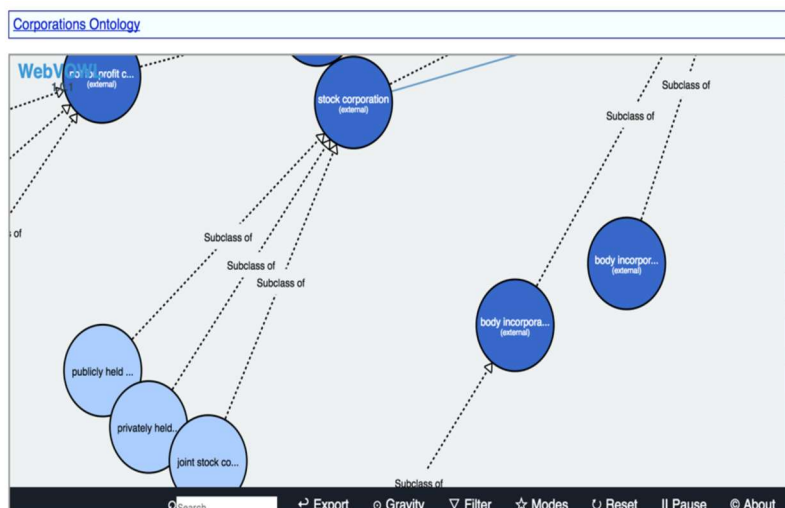 Corporations Ontology
WebVOWL
profit c...
(external)
stock corporation
(external)
Subclass of
Subclass of
of
Subclass of
Subclass of
Subclass of
body incorpor...
(external)
body incorpora...
(external)
publicly held ...
privately held...
joint stock co...
Subclass of
Search
Export
Gravity
Filter
Modes
Reset
Pause
© About